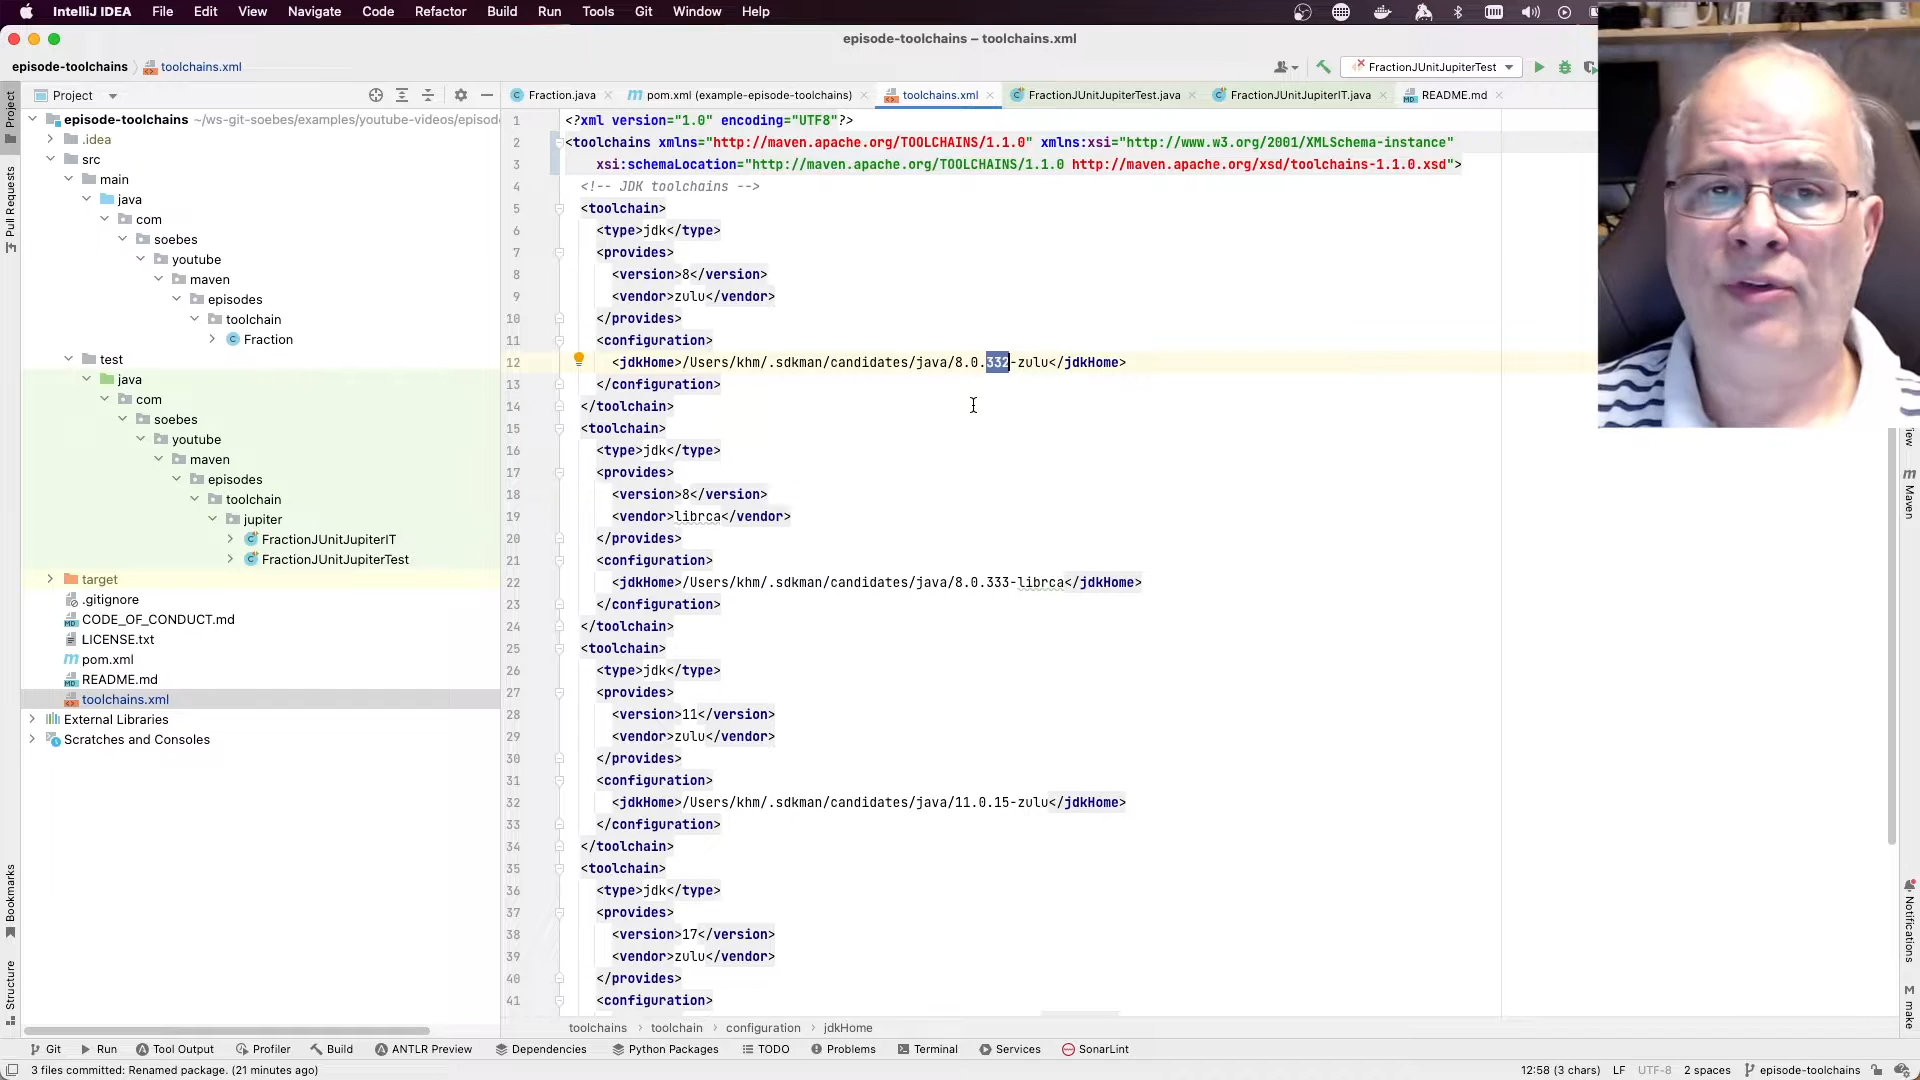 IntelliJ IDEA File Edit View Navigate Code Refactor Build Run Tools Git Window Help
episode-toolchains – toolchains.xml
episode-toolchains toolchains.xml
FractionJUnitJupiterTest
Project
Fraction.java pom.xml (example-episode-toolchains) toolchains.xml FractionJUnitJupiterTest.java FractionJUnitJupiterIT.java README.md
Project
Pull Requests
Bookmarks
Structure
episode-toolchains ~/ws-git-soebes/examples/youtube-videos/episod
.idea
src
main
java
com
soebes
youtube
maven
episodes
toolchain
Fraction
test
java
com
soebes
youtube
maven
episodes
toolchain
jupiter
FractionJUnitJupiterIT
FractionJUnitJupiterTest
target
.gitignore
CODE_OF_CONDUCT.md
LICENSE.txt
pom.xml
README.md
toolchains.xml
External Libraries
Scratches and Consoles
1 <?xml version="1.0" encoding="UTF8"?>
2 <toolchains xmlns="http://maven.apache.org/TOOLCHAINS/1.1.0" xmlns:xsi="http://www.w3.org/2001/XMLSchema-instance"
3 xsi:schemaLocation="http://maven.apache.org/TOOLCHAINS/1.1.0 http://maven.apache.org/xsd/toolchains-1.1.0.xsd">
4 <!-- JDK toolchains -->
5 <toolchain>
6 <type>jdk</type>
7 <provides>
8 <version>8</version>
9 <vendor>zulu</vendor>
10 </provides>
11 <configuration>
12 <jdkHome>/Users/khm/.sdkman/candidates/java/8.0.332-zulu</jdkHome>
13 </configuration>
14 </toolchain>
15 <toolchain>
16 <type>jdk</type>
17 <provides>
18 <version>8</version>
19 <vendor>librca</vendor>
20 </provides>
21 <configuration>
22 <jdkHome>/Users/khm/.sdkman/candidates/java/8.0.333-librca</jdkHome>
23 </configuration>
24 </toolchain>
25 <toolchain>
26 <type>jdk</type>
27 <provides>
28 <version>11</version>
29 <vendor>zulu</vendor>
30 </provides>
31 <configuration>
32 <jdkHome>/Users/khm/.sdkman/candidates/java/11.0.15-zulu</jdkHome>
33 </configuration>
34 </toolchain>
35 <toolchain>
36 <type>jdk</type>
37 <provides>
38 <version>17</version>
39 <vendor>zulu</vendor>
40 </provides>
41 <configuration>
Maven
Notifications
make
toolchains toolchain configuration jdkHome
Git Run Tool Output Profiler Build ANTLR Preview Dependencies Python Packages TODO Problems Terminal Services SonarLint
3 files committed: Renamed package. (21 minutes ago) 12:58 (3 chars) LF UTF-8 2 spaces episode-toolchains